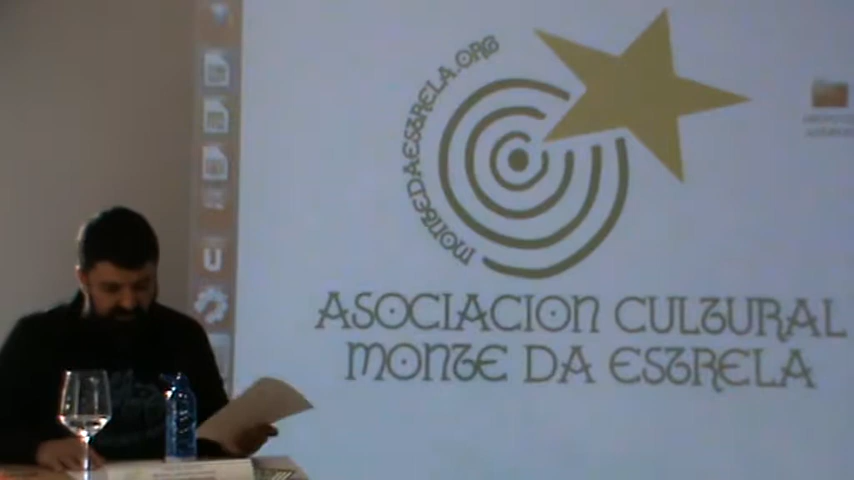 MONTEDAESTRELA.ORG
ASOCIACION CULTURAL
MONTE DA ESTRELA
U